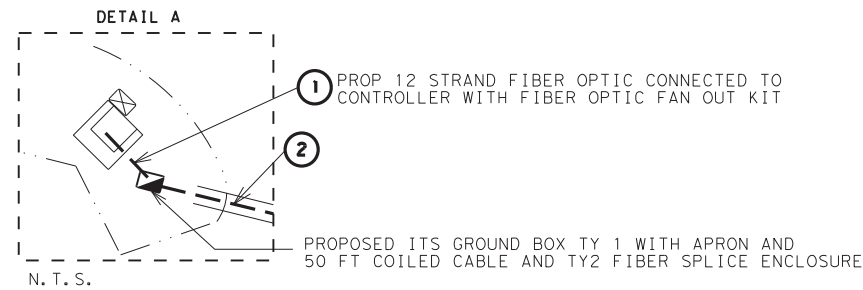 DETAIL A
1 PROP 12 STRAND FIBER OPTIC CONNECTED TO
CONTROLLER WITH FIBER OPTIC FAN OUT KIT
2
PROPOSED ITS GROUND BOX TY 1 WITH APRON AND
50 FT COILED CABLE AND TY2 FIBER SPLICE ENCLOSURE
N.T.S.